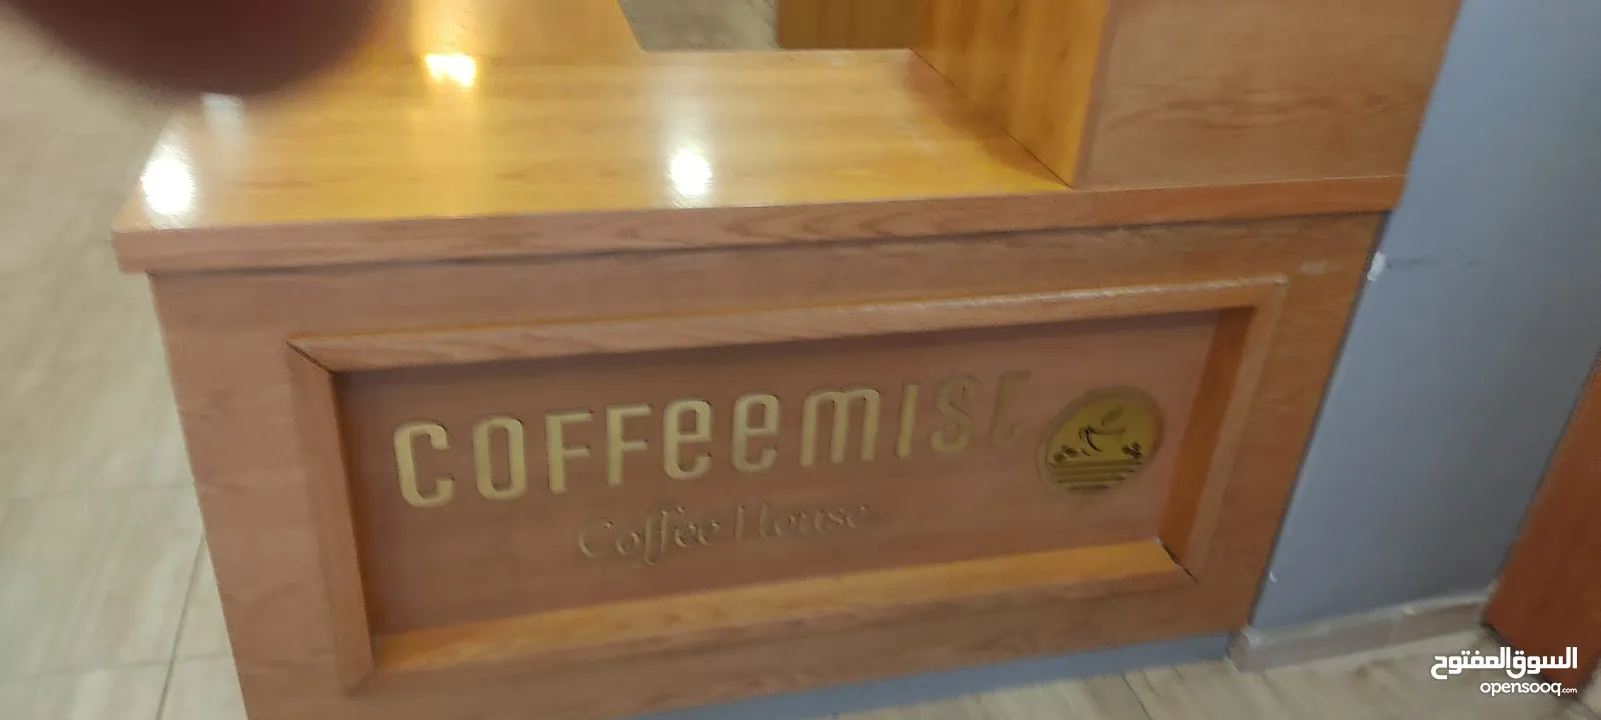 COFFeemist
Coffee House
السوق المفتوح
opensooq.com